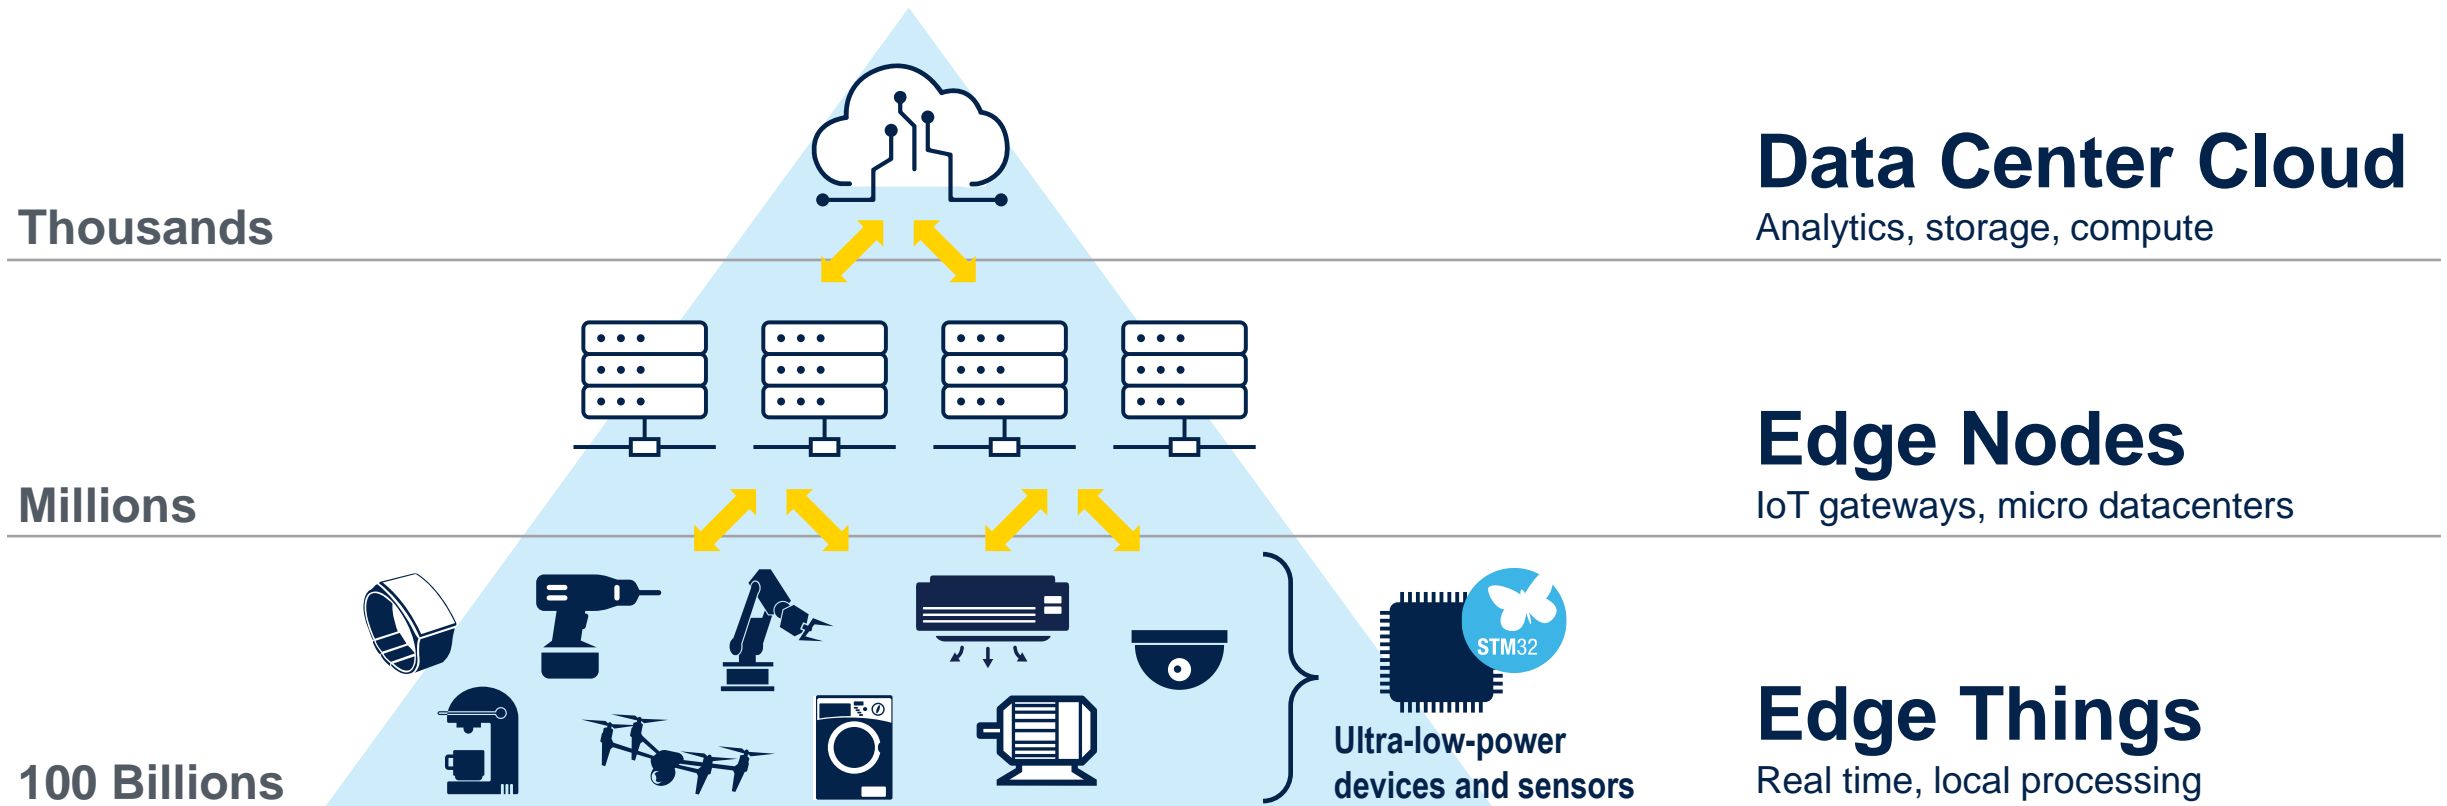 Data Center Cloud
Thousands
Analytics, storage, compute
Edge Nodes
Millions
IoT gateways, micro datacenters
STM32
Edge Things
Ultra-low-power
devices and sensors
100 Billions
Real time, local processing